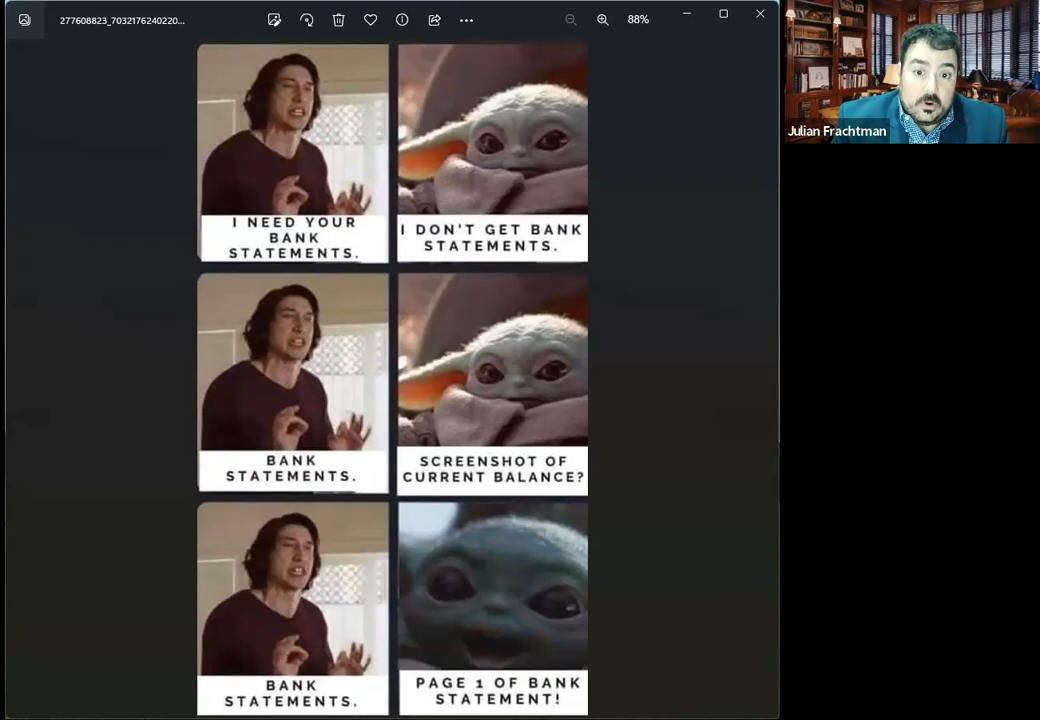 277608823_7032176240220...
88%
Julian Frachtman
I NEED YOUR
BANK
STATEMENTS.
I DON'T GET BANK
STATEMENTS.
BANK
STATEMENTS.
SCREENSHOT OF
CURRENT BALANCE?
BANK
STATEMENTS.
PAGE 1 OF BANK
STATEMENT!